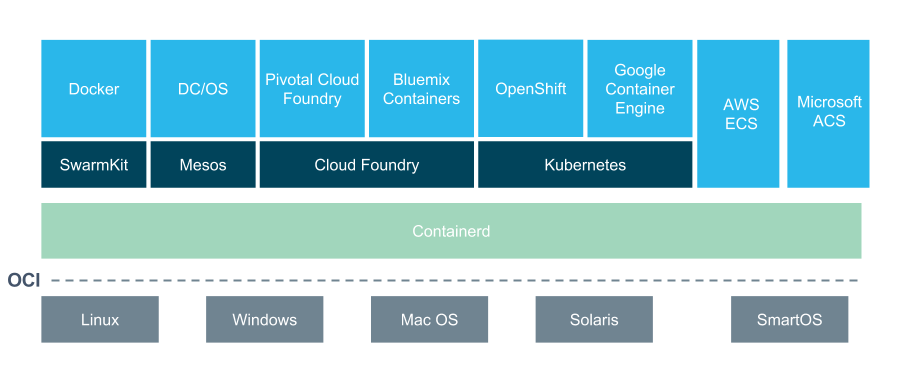 Docker
DC/OS
Pivotal Cloud
Foundry
Bluemix
Containers
OpenShift
Google
Container
Engine
AWS
ECS
Microsoft
ACS
SwarmKit
Mesos
Cloud Foundry
Kubernetes
Containerd
OCI
Linux
Windows
Mac OS
Solaris
SmartOS